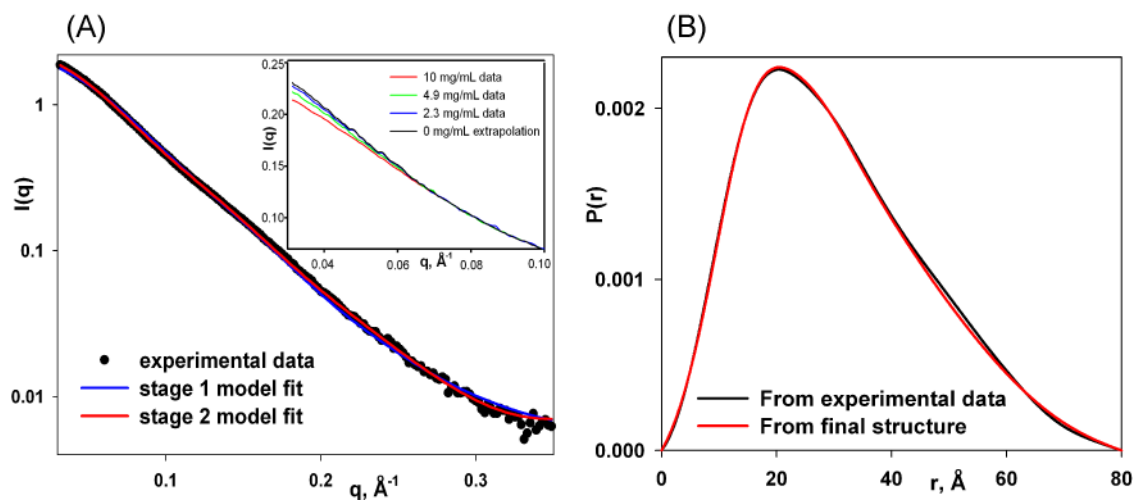 (A)
I(q)
1
0.1
0.01
experimental data
stage 1 model fit
stage 2 model fit
0.1
0.2
0.3
q, Å-1
0.25
0.20
0.15
0.10
I(q)
10 mg/mL data
4.9 mg/mL data
2.3 mg/mL data
0 mg/mL extrapolation
0.04
0.06
0.08
0.10
q, Å-1
(B)
P(r)
0.002
0.001
0.000
From experimental data
From final structure
0
20
40
60
80
r, Å